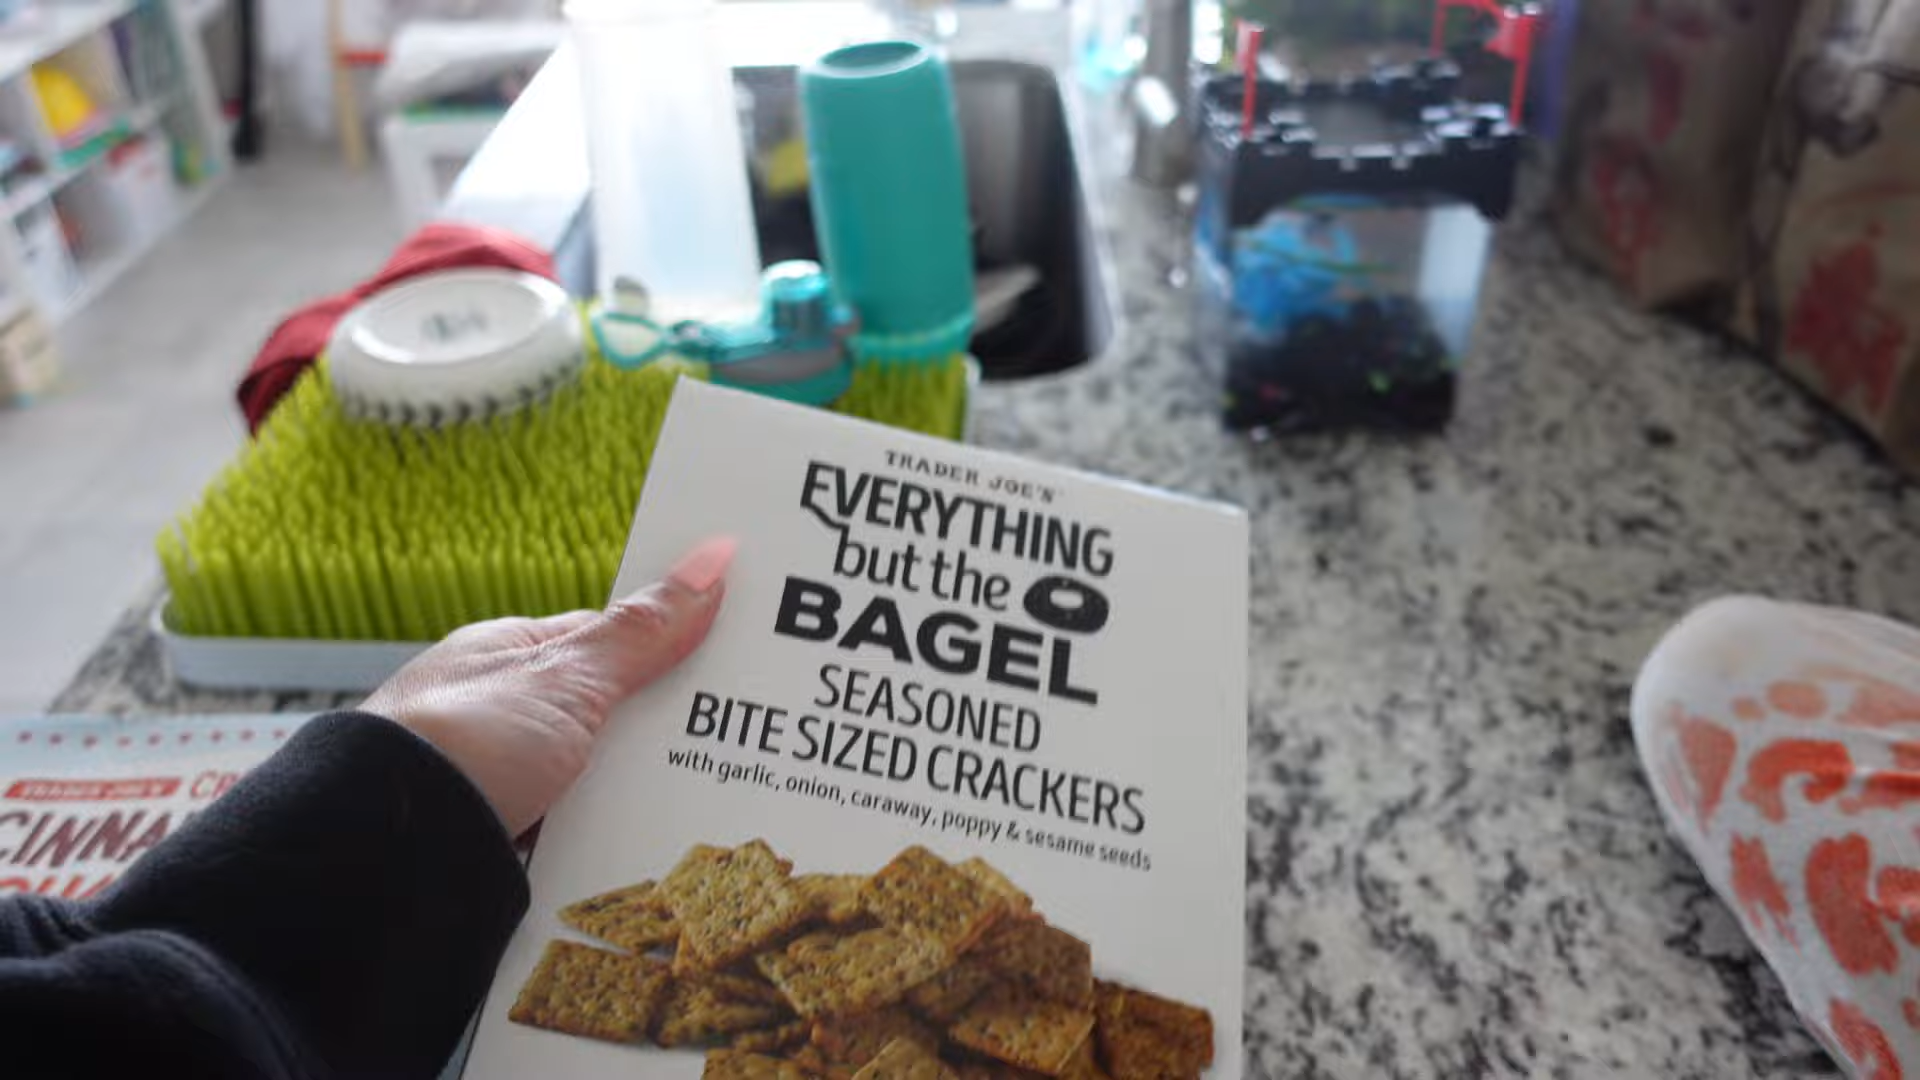 TRADER JOE'S
EVERYTHING
but the
BAGEL
SEASONED
BITE SIZED CRACKERS
with garlic, onion, caraway, poppy & sesame seeds
TRADER JOE'S